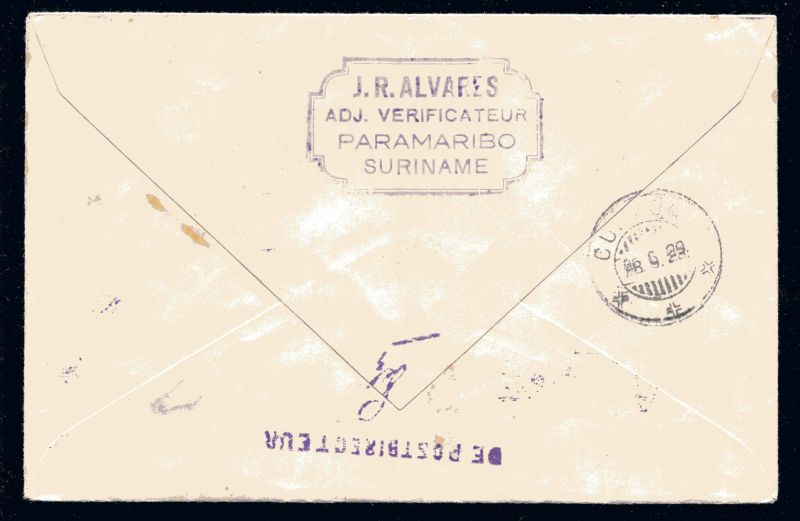 J.R. ALVARES
ADJ. VERIFICATEUR
PARAMARIBO
SURINAME
DE POSTDIRECTEUR